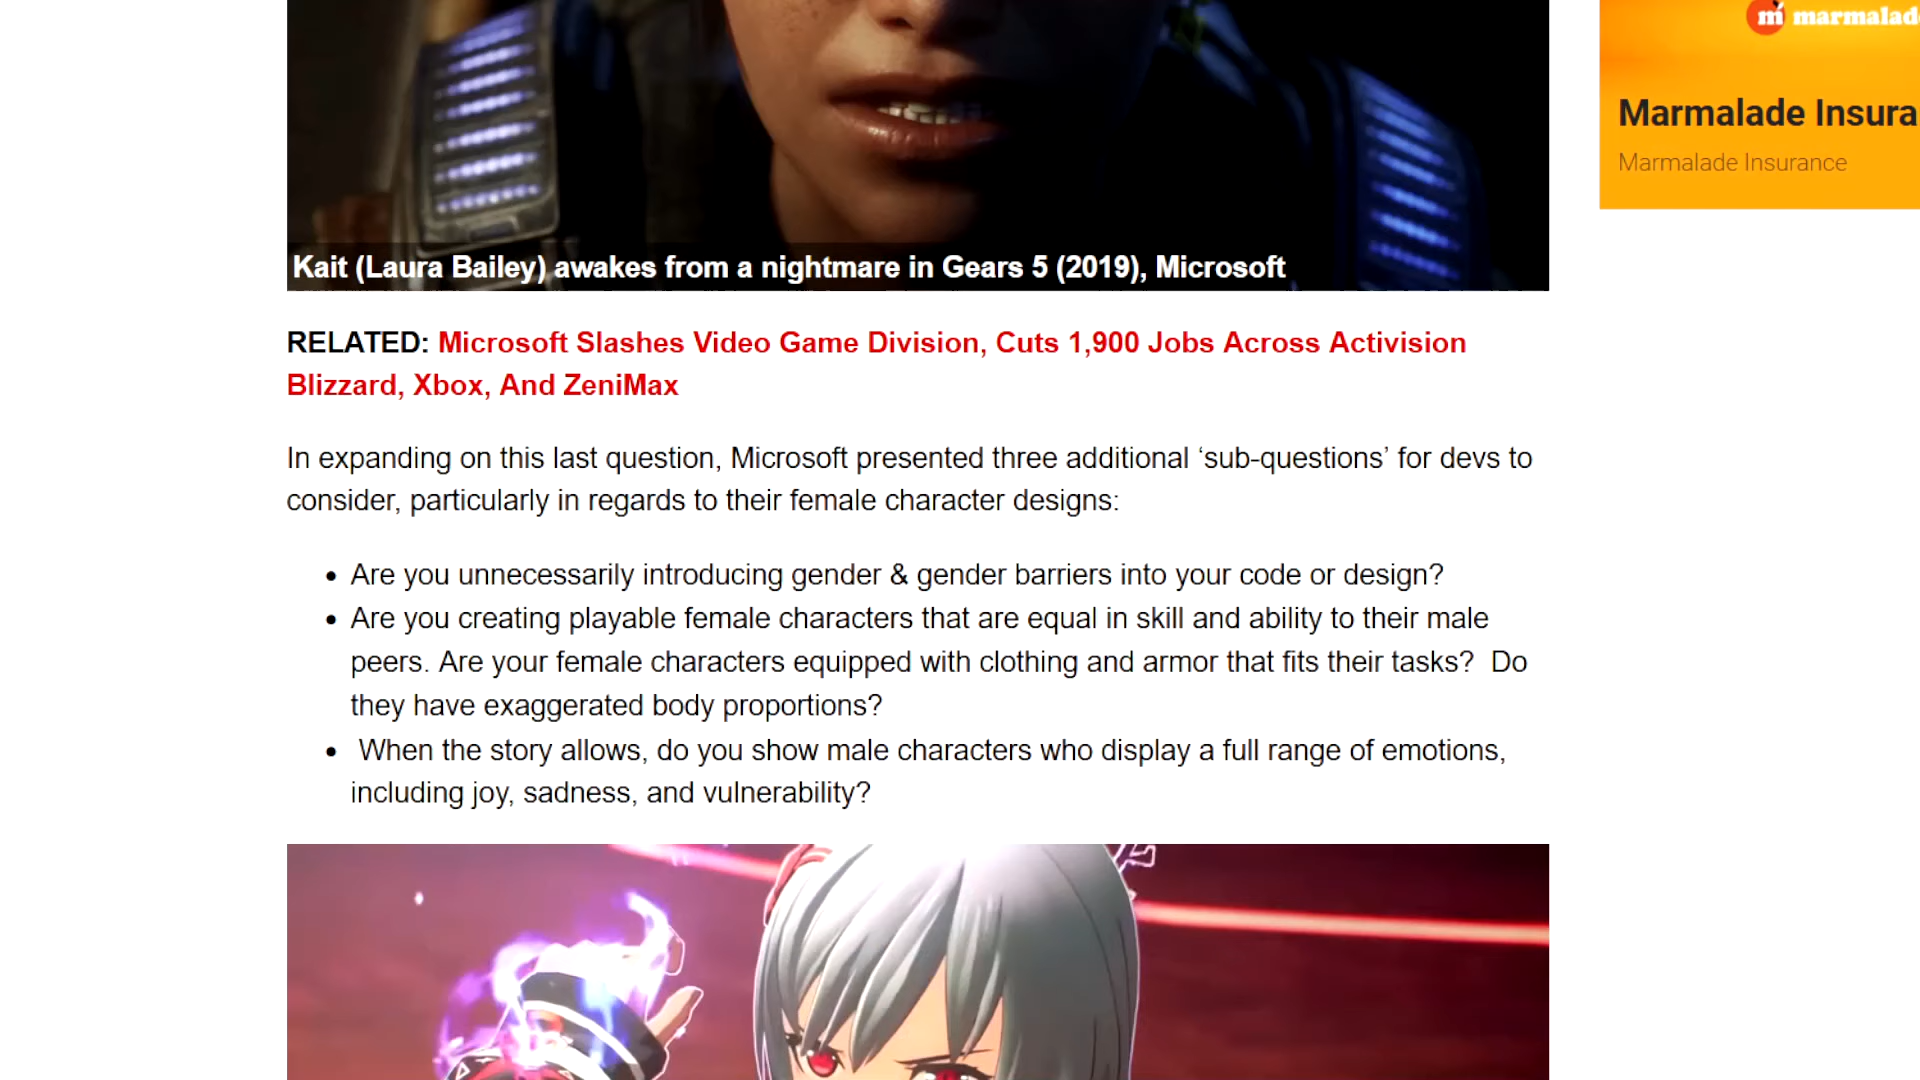 marmalad
Marmalade Insura
Marmalade Insurance
Kait (Laura Bailey) awakes from a nightmare in Gears 5 (2019), Microsoft
RELATED: Microsoft Slashes Video Game Division, Cuts 1,900 Jobs Across Activision
Blizzard, Xbox, And ZeniMax
In expanding on this last question, Microsoft presented three additional ‘sub-questions’ for devs to
consider, particularly in regards to their female character designs:
• Are you unnecessarily introducing gender & gender barriers into your code or design?
• Are you creating playable female characters that are equal in skill and ability to their male
peers. Are your female characters equipped with clothing and armor that fits their tasks?  Do
they have exaggerated body proportions?
• When the story allows, do you show male characters who display a full range of emotions,
including joy, sadness, and vulnerability?